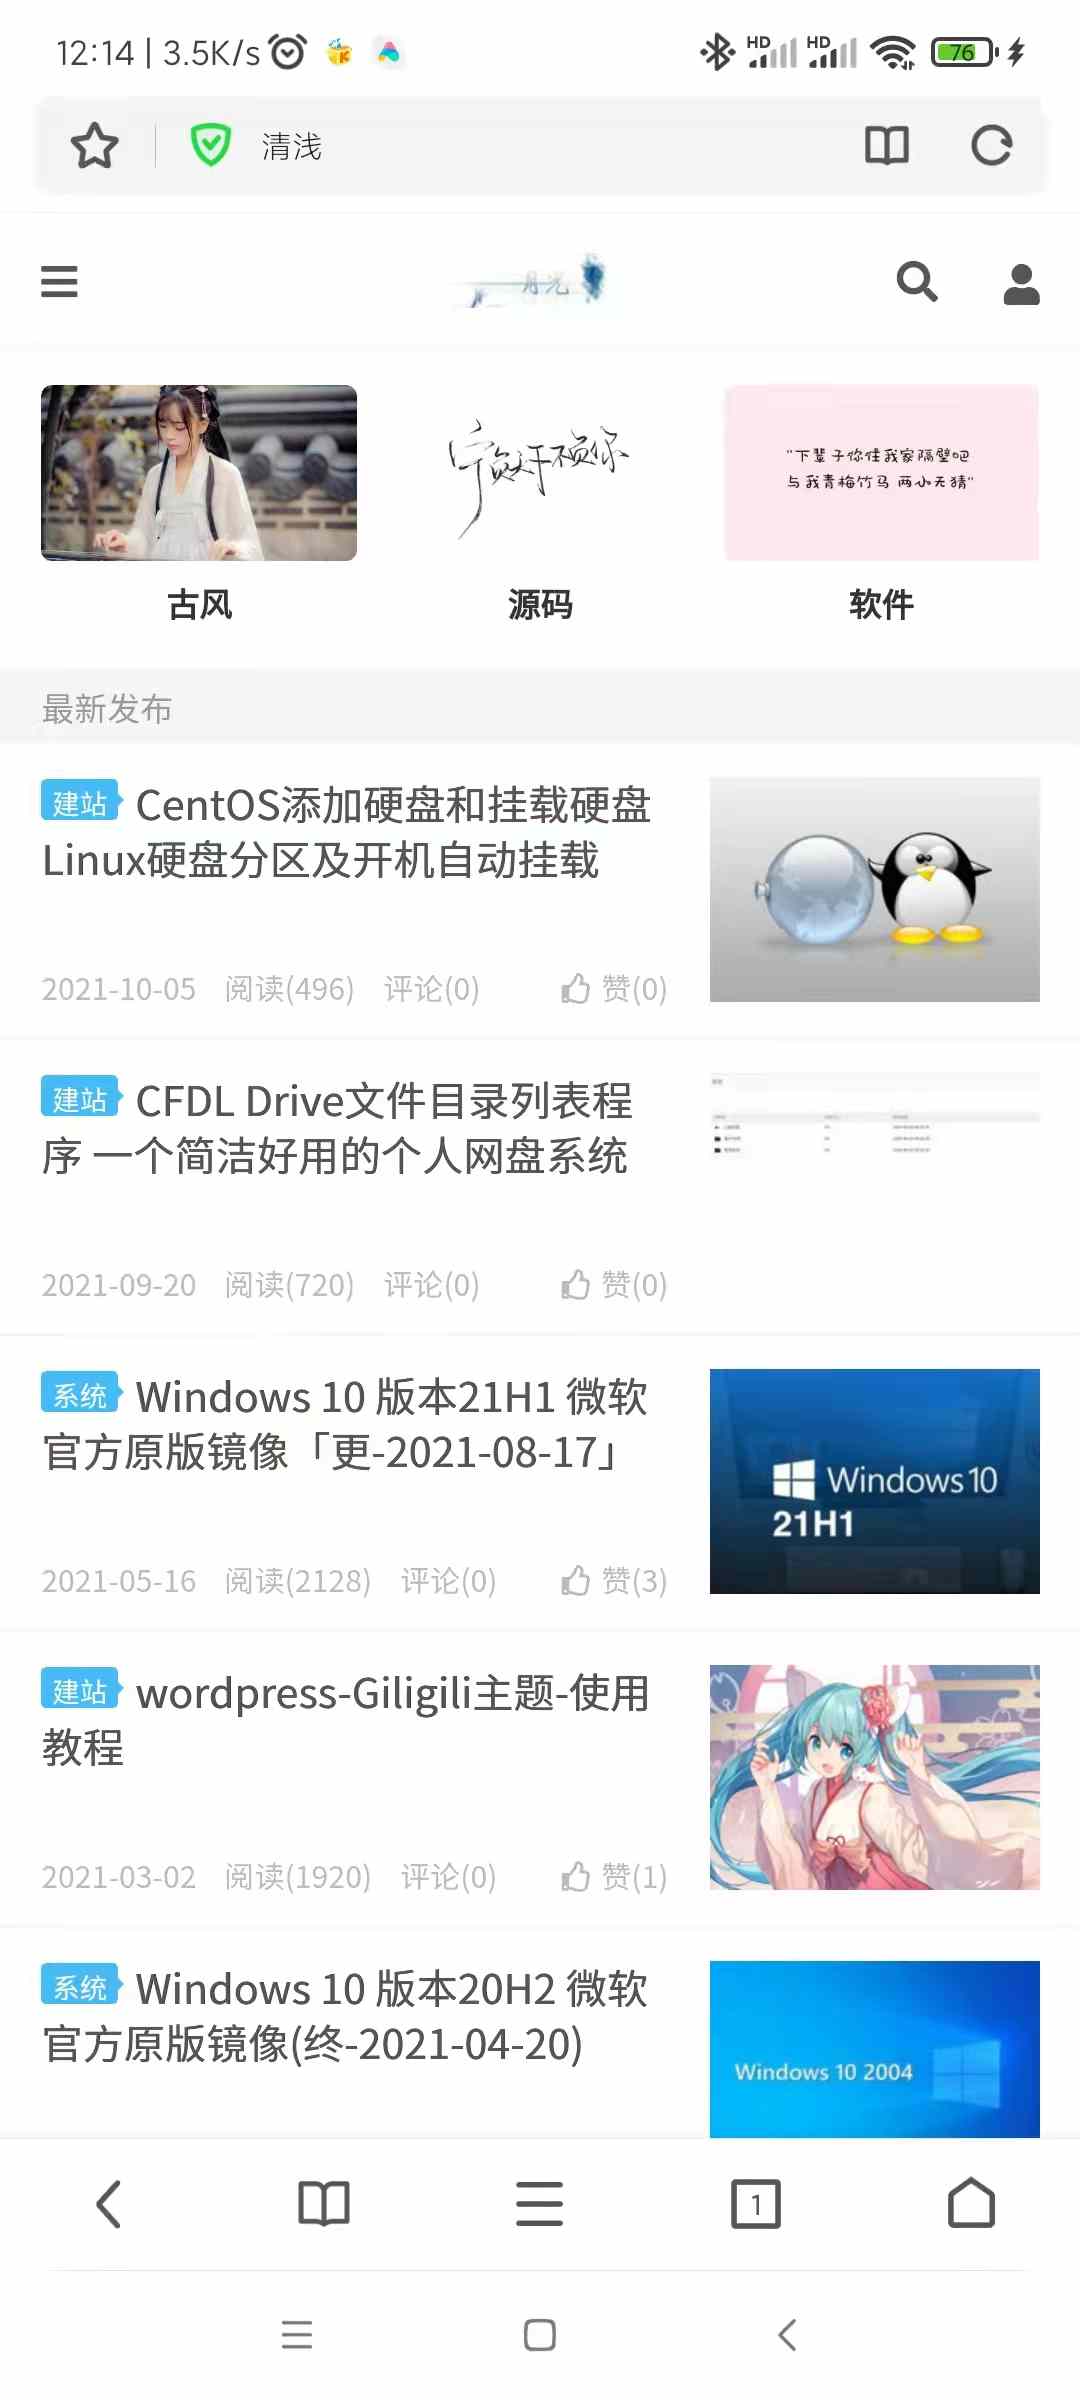 12:14 | 3.5K/s
HD HD 76
清浅
月光
宁负天下不负你
"下辈子你住我家隔壁吧
与我青梅竹马 两小无猜"
古风 源码 软件
最新发布
建站 CentOS添加硬盘和挂载硬盘
Linux硬盘分区及开机自动挂载
2021-10-05 阅读(496) 评论(0) 赞(0)
建站 CFDL Drive文件目录列表程
序 一个简洁好用的个人网盘系统
2021-09-20 阅读(720) 评论(0) 赞(0)
系统 Windows 10 版本21H1 微软
官方原版镜像「更-2021-08-17」
Windows 10
21H1
2021-05-16 阅读(2128) 评论(0) 赞(3)
建站 wordpress-Giligili主题-使用
教程
2021-03-02 阅读(1920) 评论(0) 赞(1)
系统 Windows 10 版本20H2 微软
官方原版镜像(终-2021-04-20)
Windows 10 2004
1